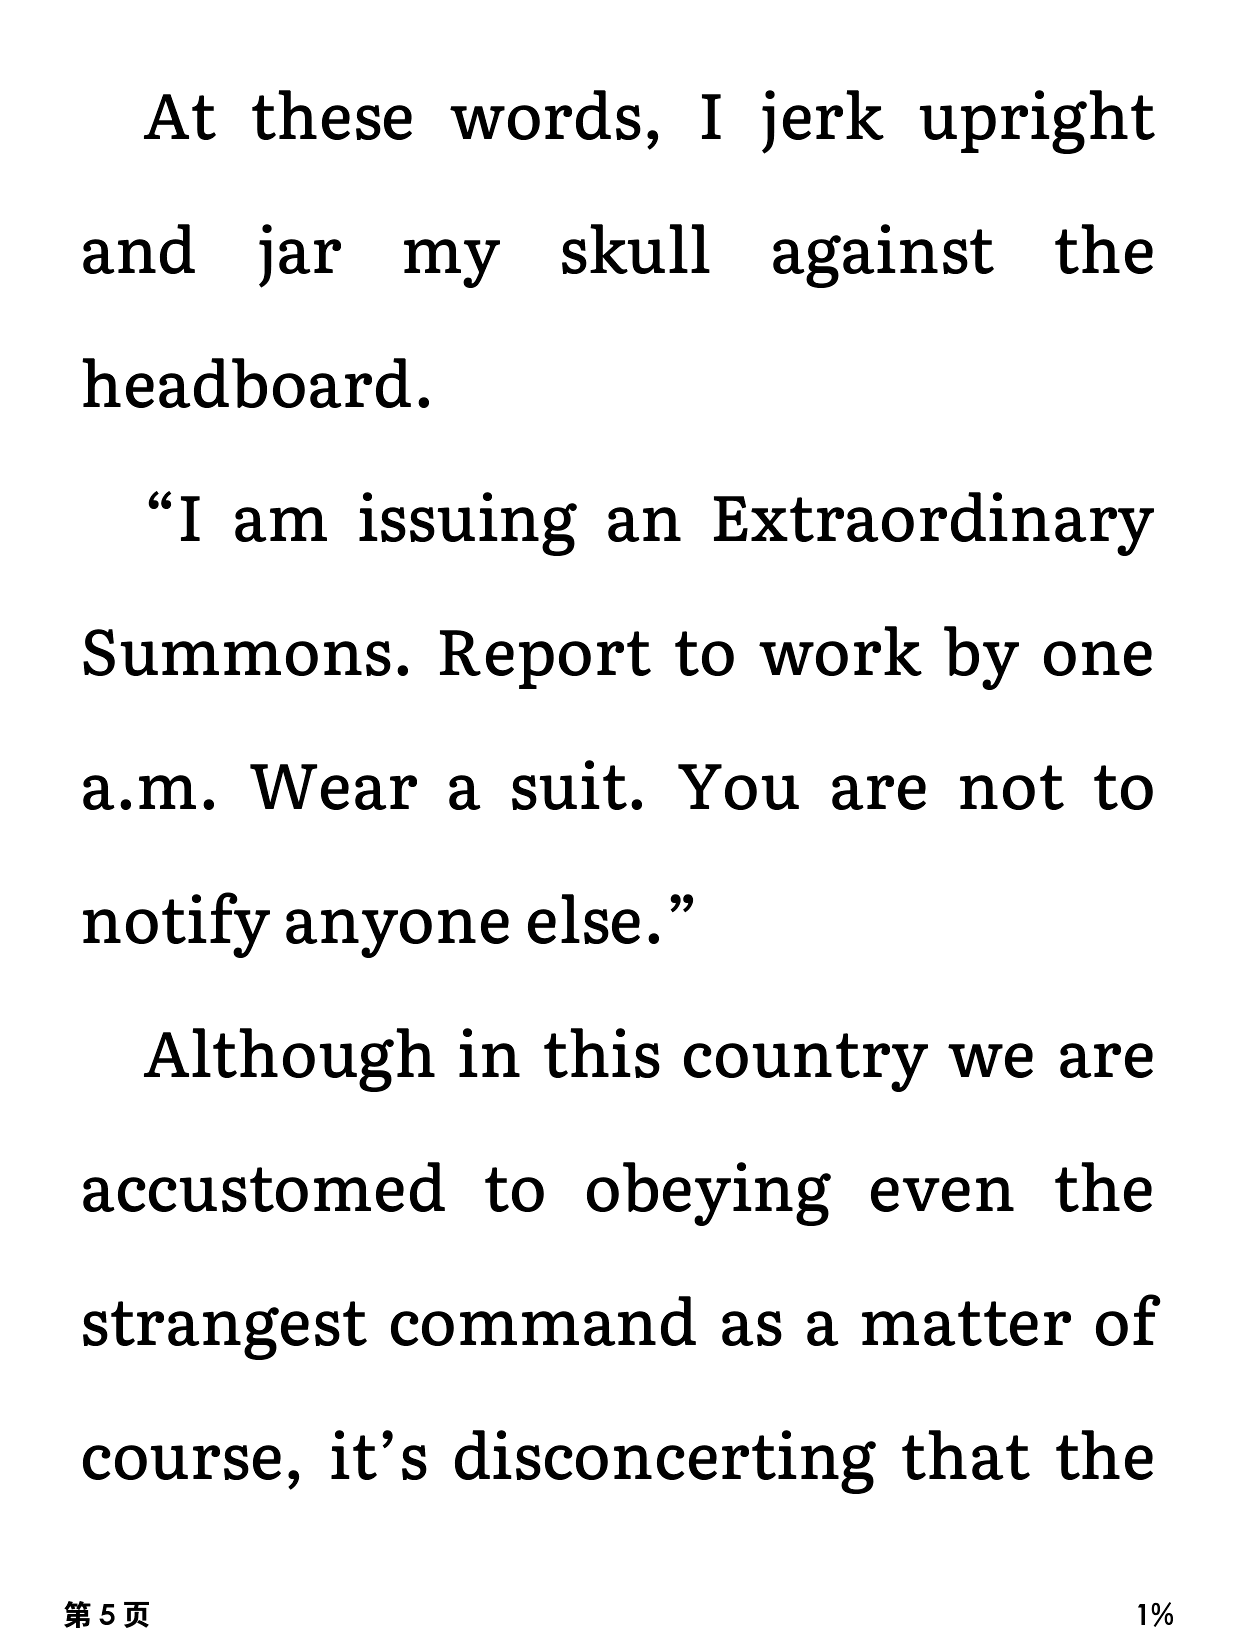 At these words, I jerk upright
and jar my skull against the
headboard.
“I am issuing an Extraordinary
Summons. Report to work by one
a.m. Wear a suit. You are not to
notify anyone else.”
Although in this country we are
accustomed to obeying even the
strangest command as a matter of
course, it’s disconcerting that the
第 5 页
1%